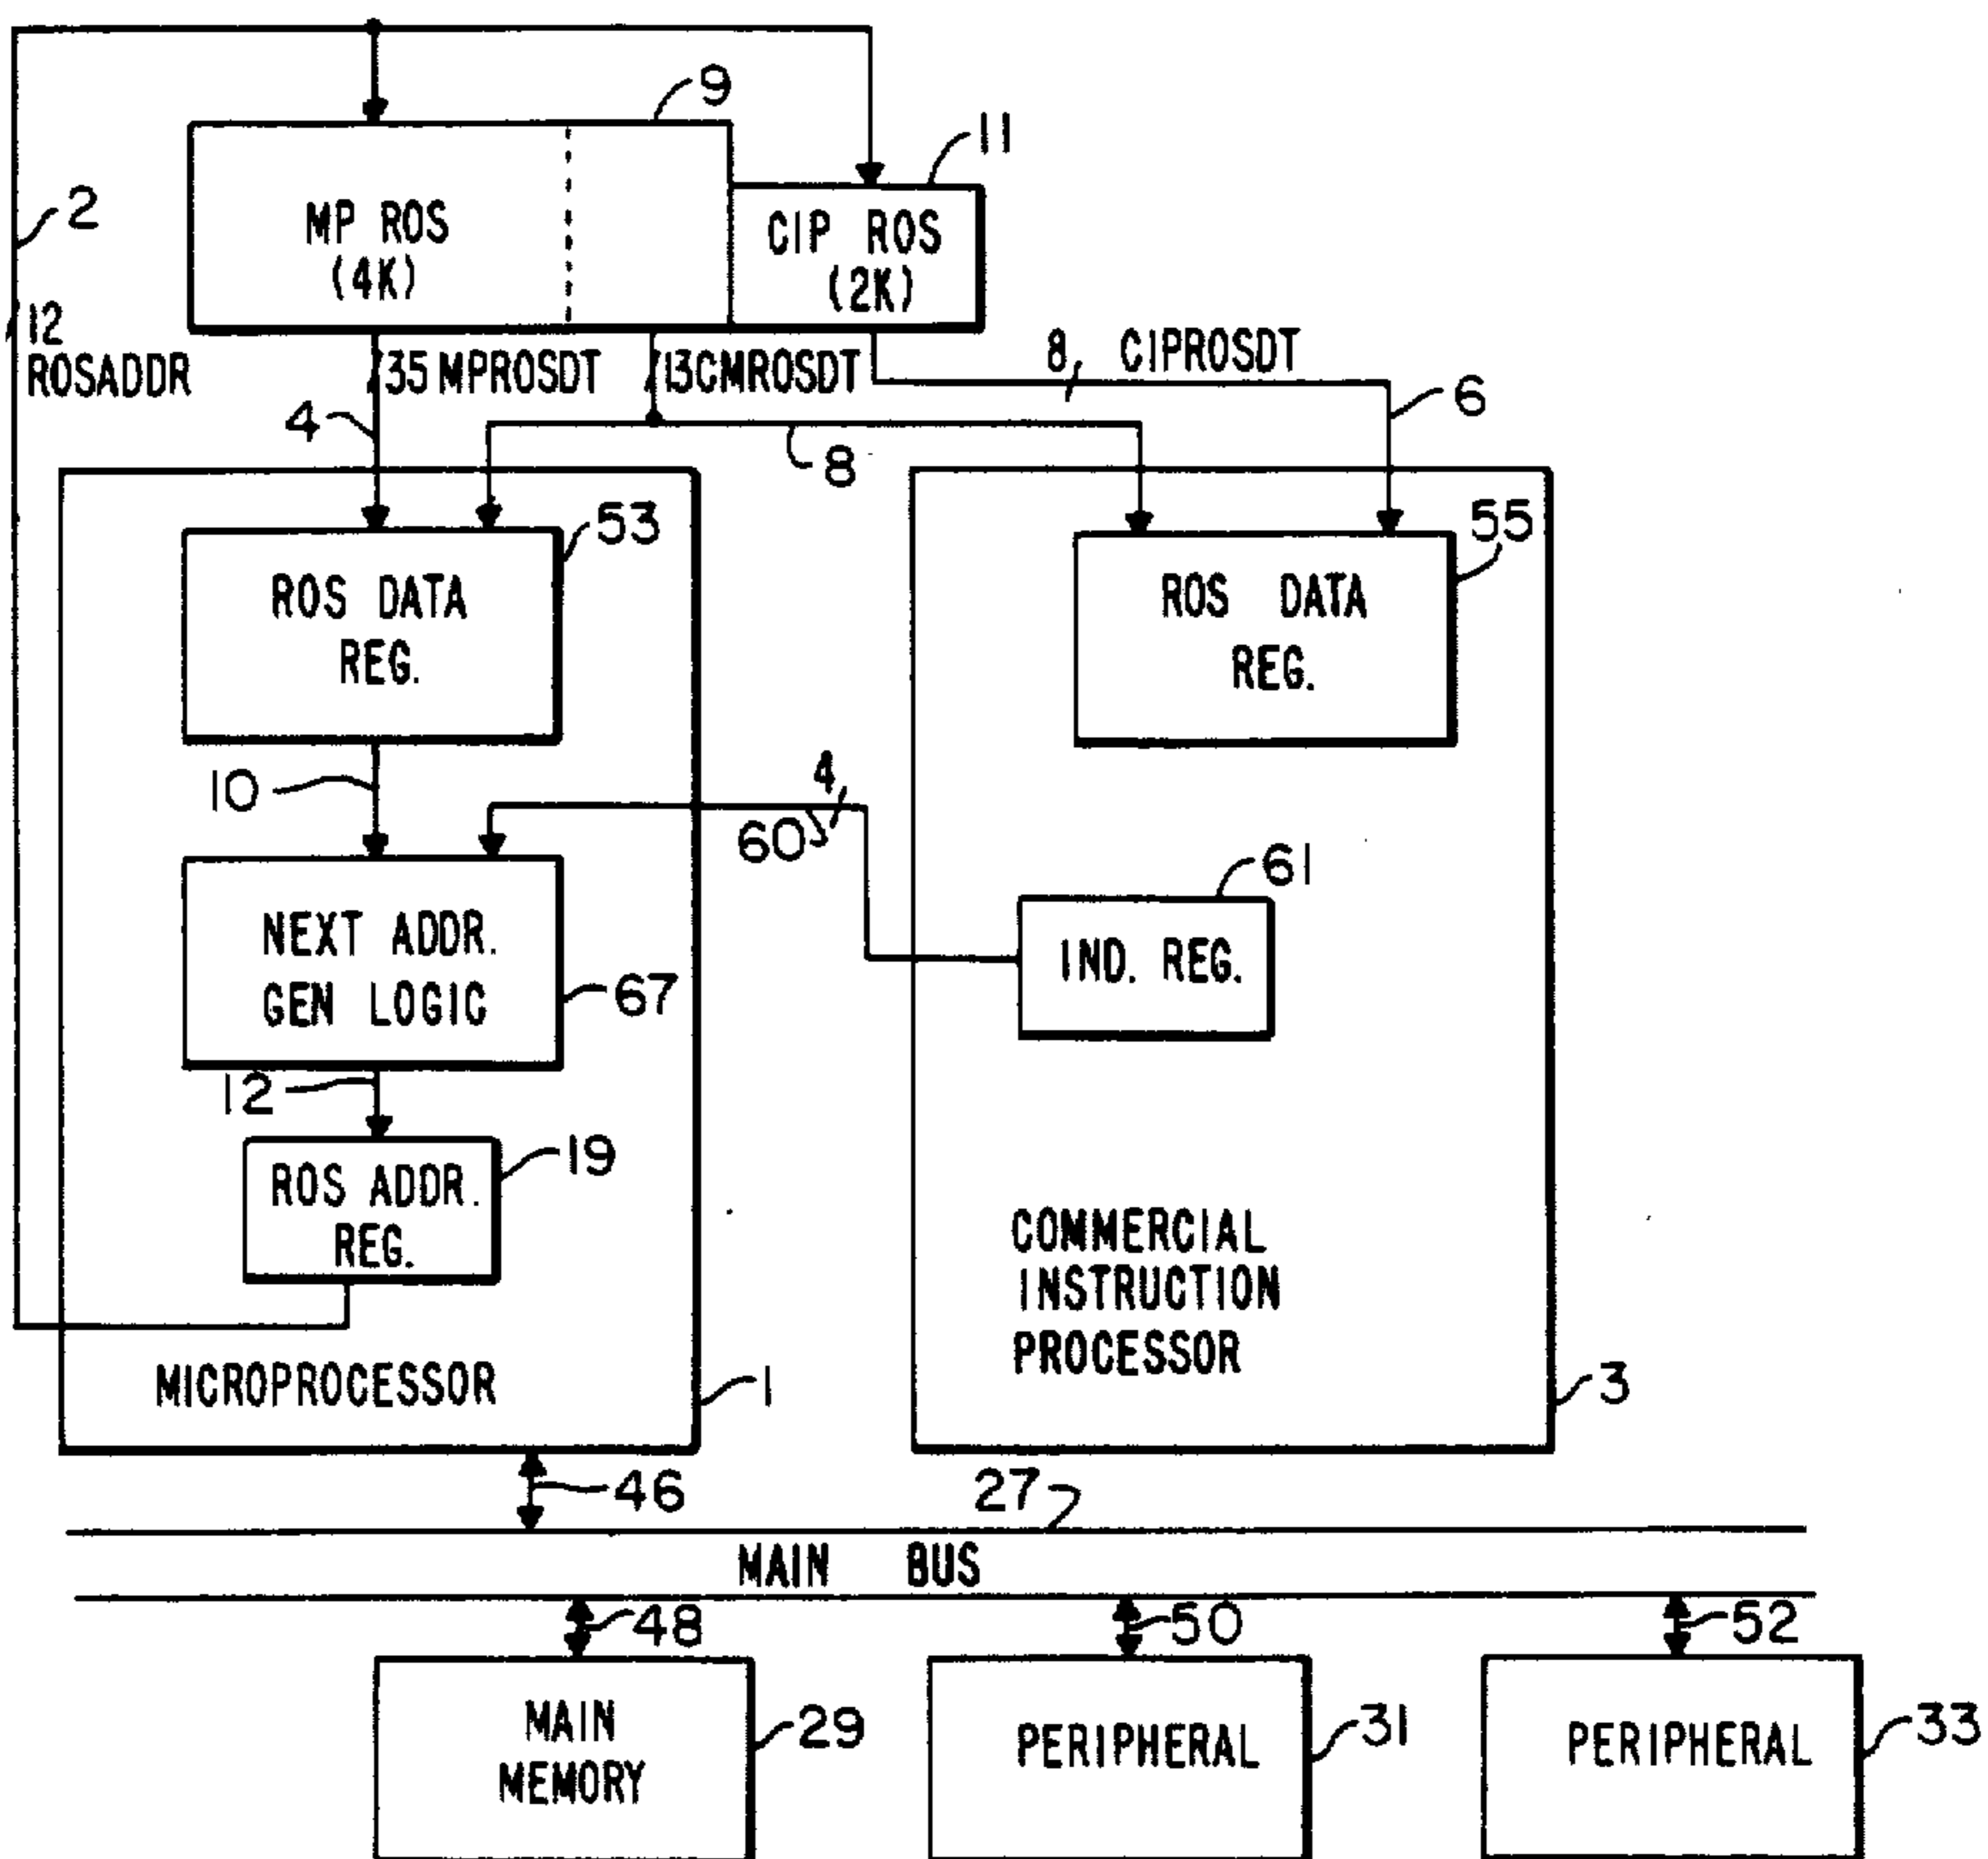 9
11
2
MP ROS
(4K)
CIP ROS
(2K)
12
ROSADDR
35 MPROSDT
13CMROSDT
8 CIPROSDT
4
8
6
53
55
ROS DATA
REG.
ROS DATA
REG.
10
4
60
61
NEXT ADDR.
GEN LOGIC
67
IND. REG.
12
19
ROS ADDR.
REG.
COMMERCIAL
INSTRUCTION
PROCESSOR
MICROPROCESSOR
1
3
46
27
MAIN BUS
48
50
52
MAIN
MEMORY
29
PERIPHERAL
31
PERIPHERAL
33